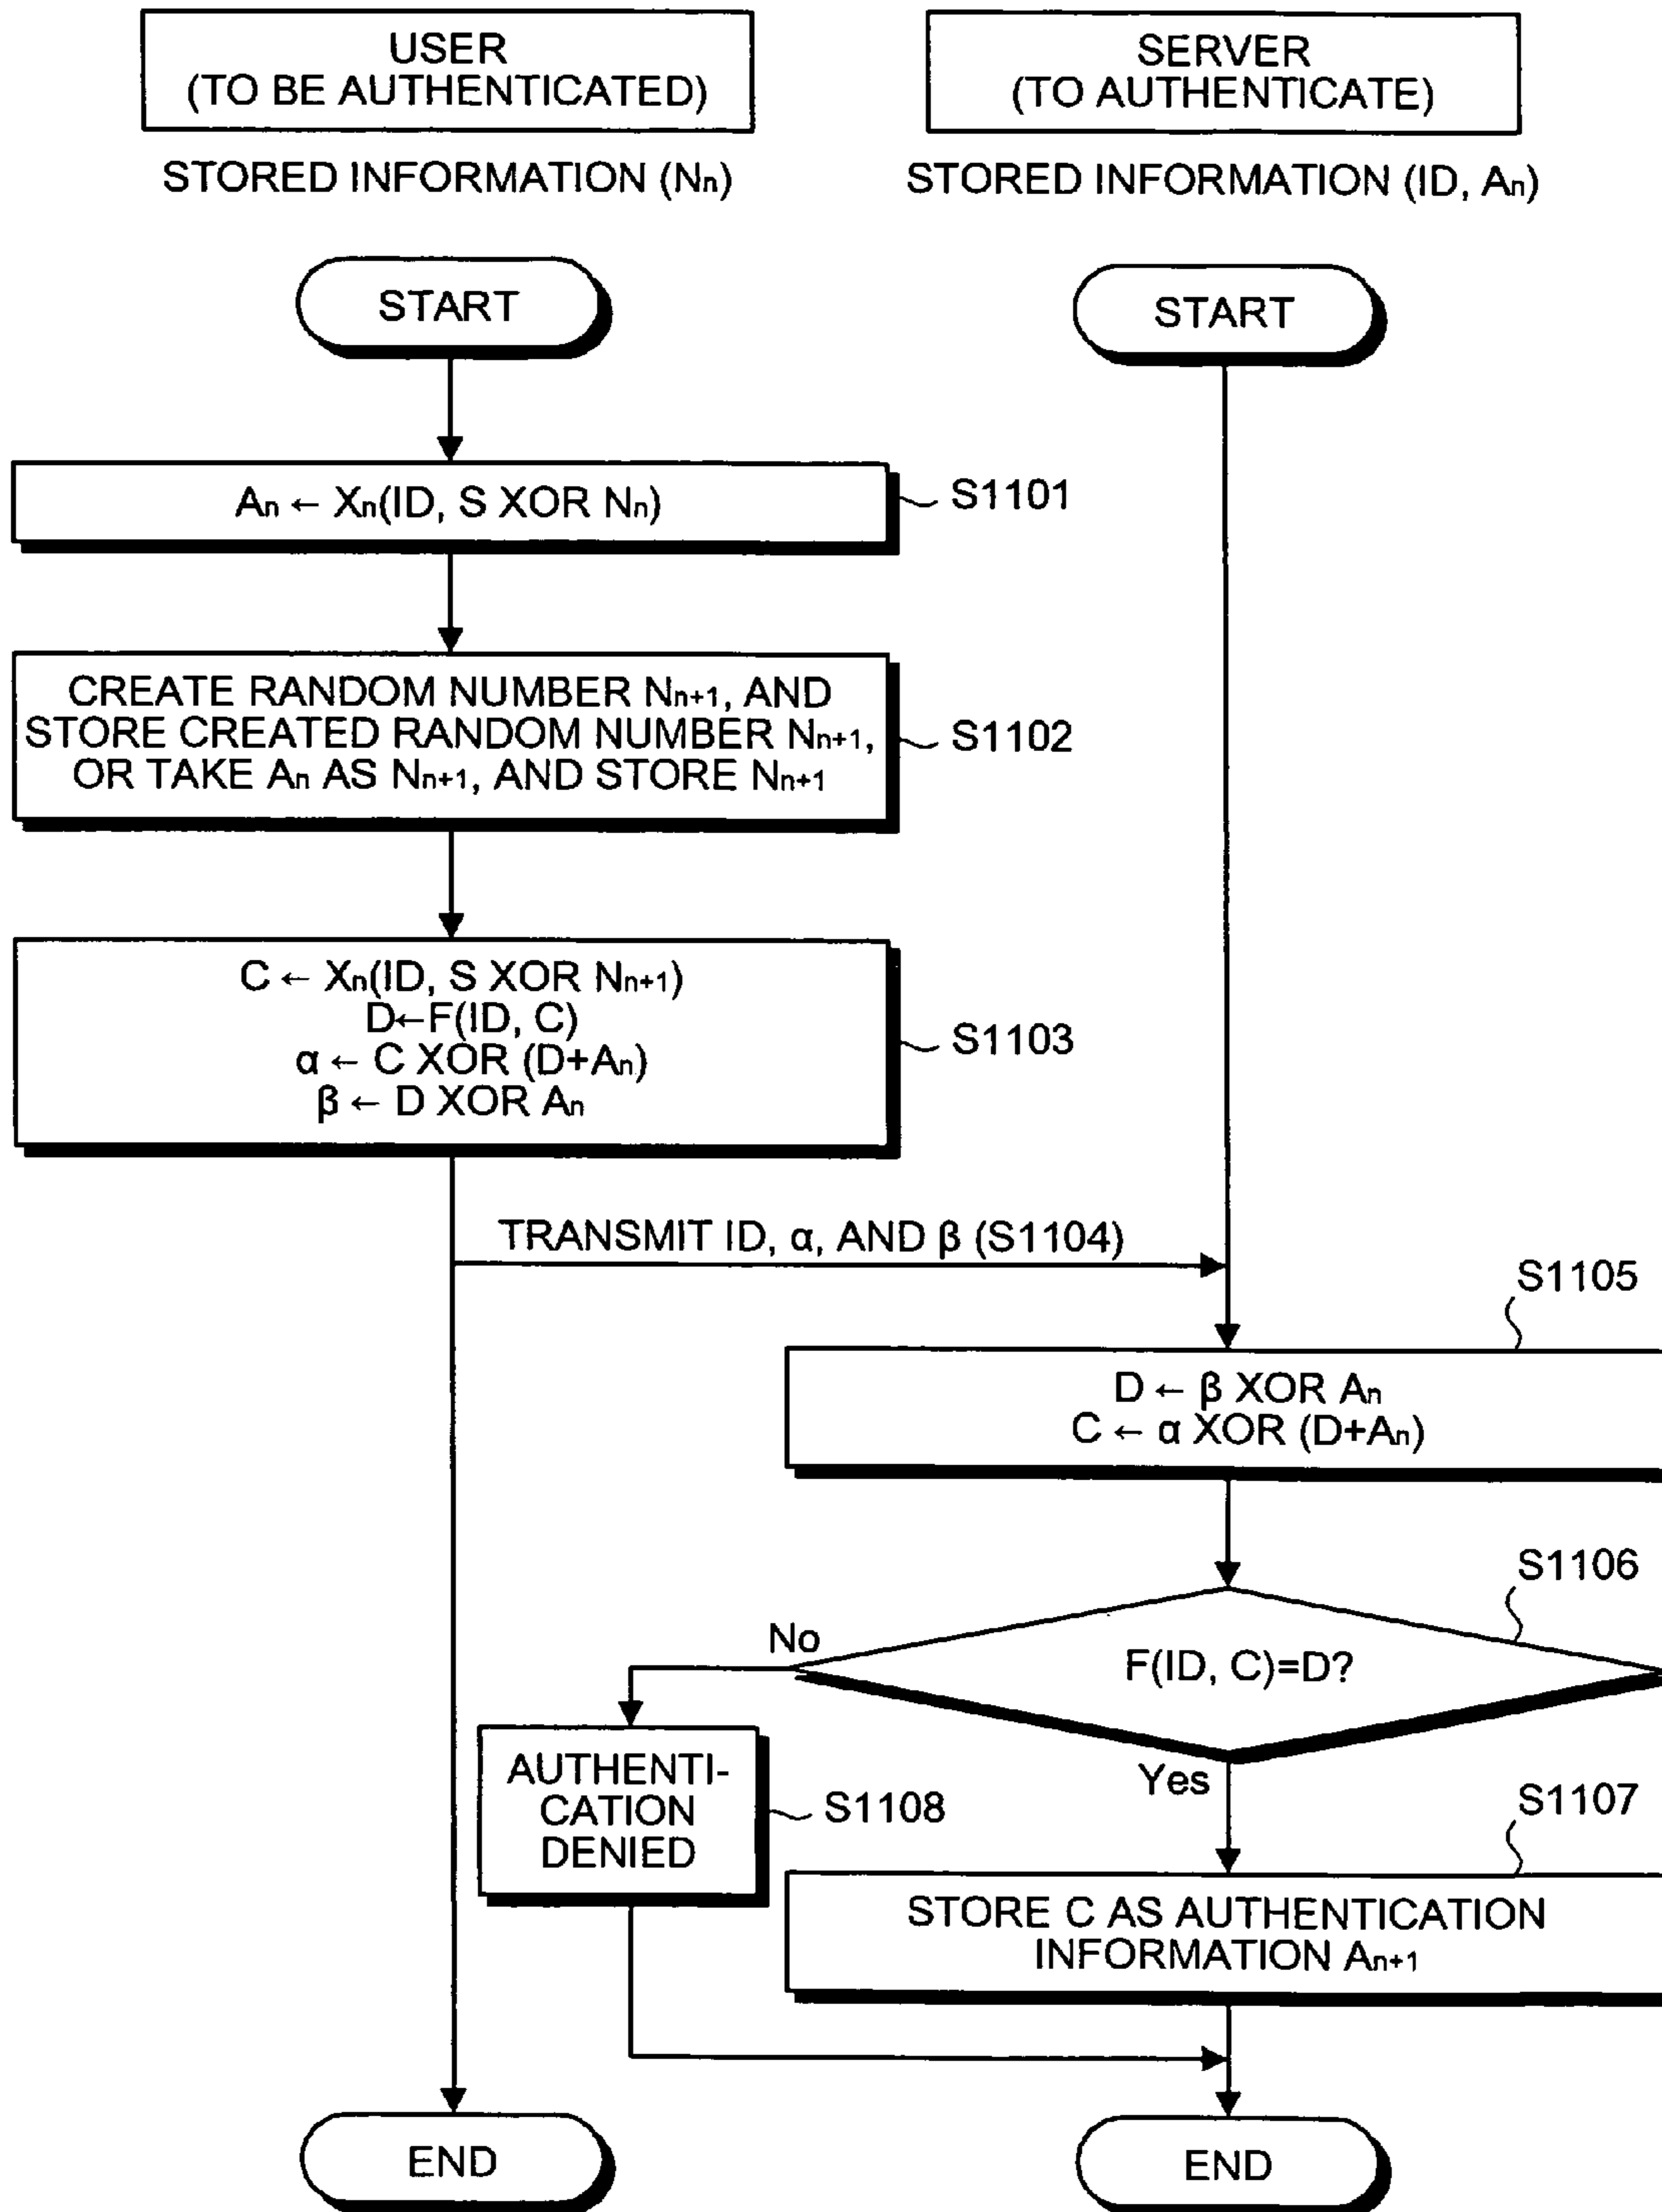 USER
(TO BE AUTHENTICATED)
STORED INFORMATION (Nn)
SERVER
(TO AUTHENTICATE)
STORED INFORMATION (ID, An)
START
START
An ← Xn(ID, S XOR Nn)
S1101
CREATE RANDOM NUMBER Nn+1, AND
STORE CREATED RANDOM NUMBER Nn+1,
OR TAKE An AS Nn+1, AND STORE Nn+1
S1102
C ← Xn(ID, S XOR Nn+1)
D←F(ID, C)
α ← C XOR (D+An)
β ← D XOR An
S1103
TRANSMIT ID, α, AND β (S1104)
S1105
D ← β XOR An
C ← α XOR (D+An)
S1106
F(ID, C)=D?
No
Yes
AUTHENTI-
CATION
DENIED
S1108
S1107
STORE C AS AUTHENTICATION
INFORMATION An+1
END
END